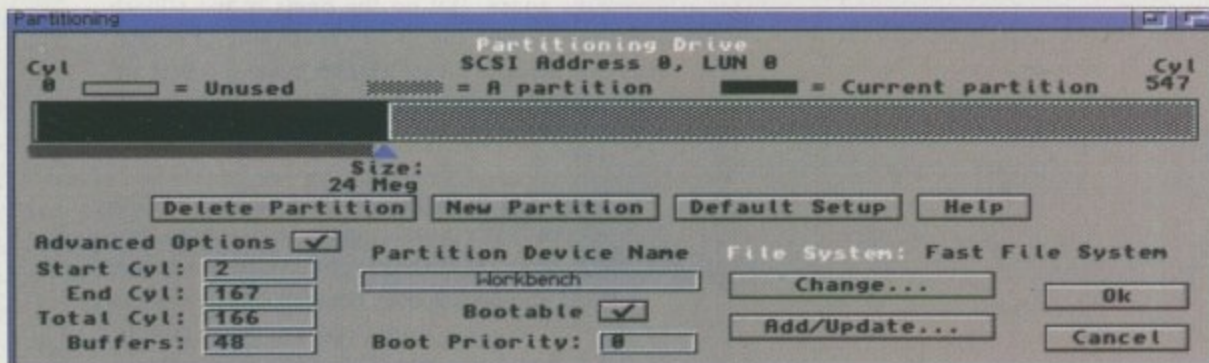 Partitioning
Partitioning Drive
SCSI Address 0, LUN 0
Cyl
0
= Unused
= A partition
= Current partition
Cyl
547
Size:
24 Meg
Delete Partition
New Partition
Default Setup
Help
Advanced Options
Start Cyl: 2
End Cyl: 167
Total Cyl: 166
Buffers: 48
Partition Device Name
Workbench
Bootable
Boot Priority: 0
File System: Fast File System
Change...
Add/Update...
Ok
Cancel